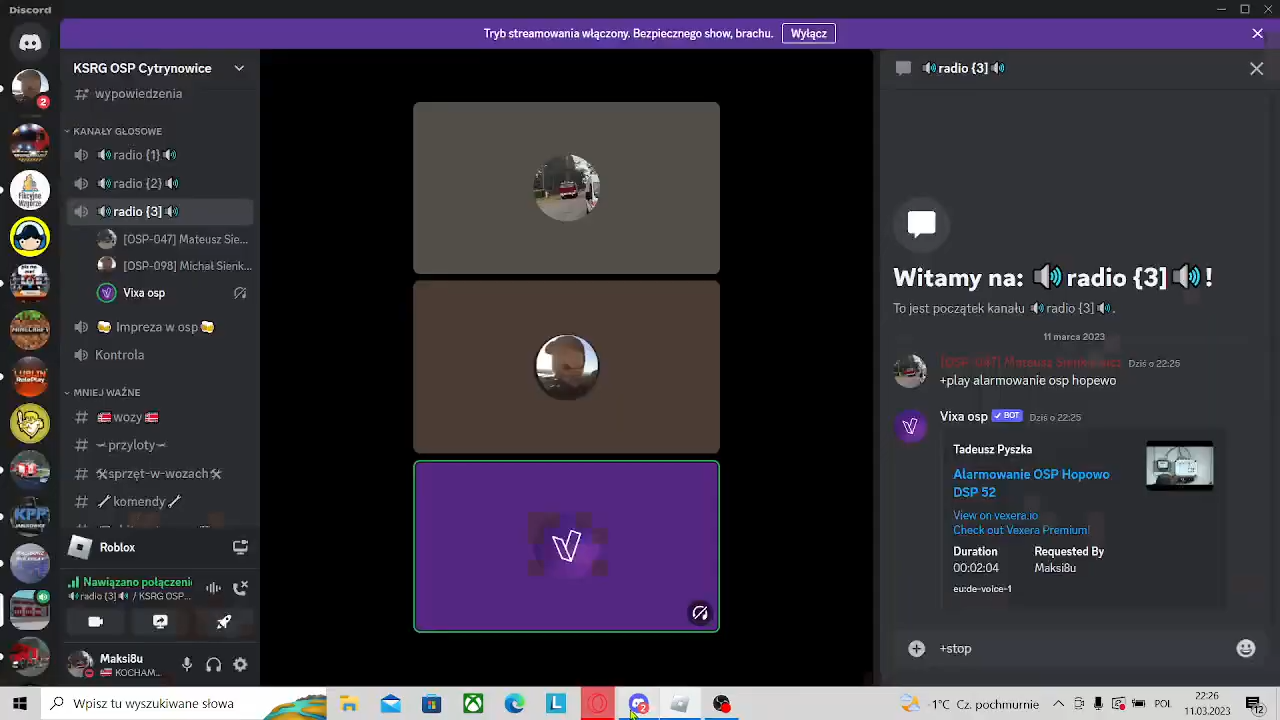 Discord
Tryb streamowania włączony. Bezpiecznego show, brachu. Wyłącz
KSRG OSP Cytrynowice
wypowiedzenia
KANAŁY GŁOSOWE
radio {1}
radio {2}
radio {3}
[OSP-047] Mateusz Sie...
[OSP-098] Michał Sienk...
Vixa osp
Impreza w osp
Kontrola
MNIEJ WAŻNE
wozy
przyloty
sprzęt-w-wozach
komendy
Roblox
Nawiązano połączeni
radio {3} / KSRG OSP...
Maksi8u
KOCHAM...
radio {3}
Witamy na: radio {3} !
To jest początek kanału radio {3}.
11 marca 2023
[OSP-047] Mateusz Sienkiewicz Dziś o 22:25
+play alarmowanie osp hopewo
Vixa osp BOT Dziś o 22:25
Tadeusz Pyszka
Alarmowanie OSP Hopowo
DSP 52
View on vexera.io
Check out Vexera Premium!
Duration Requested By
00:02:04 Maksi8u
eu:de-voice-1
+stop
Wpisz tu wyszukiwane słowa
-1°C Cz. pochmurnie
POL
22:26
11.03.2023
12